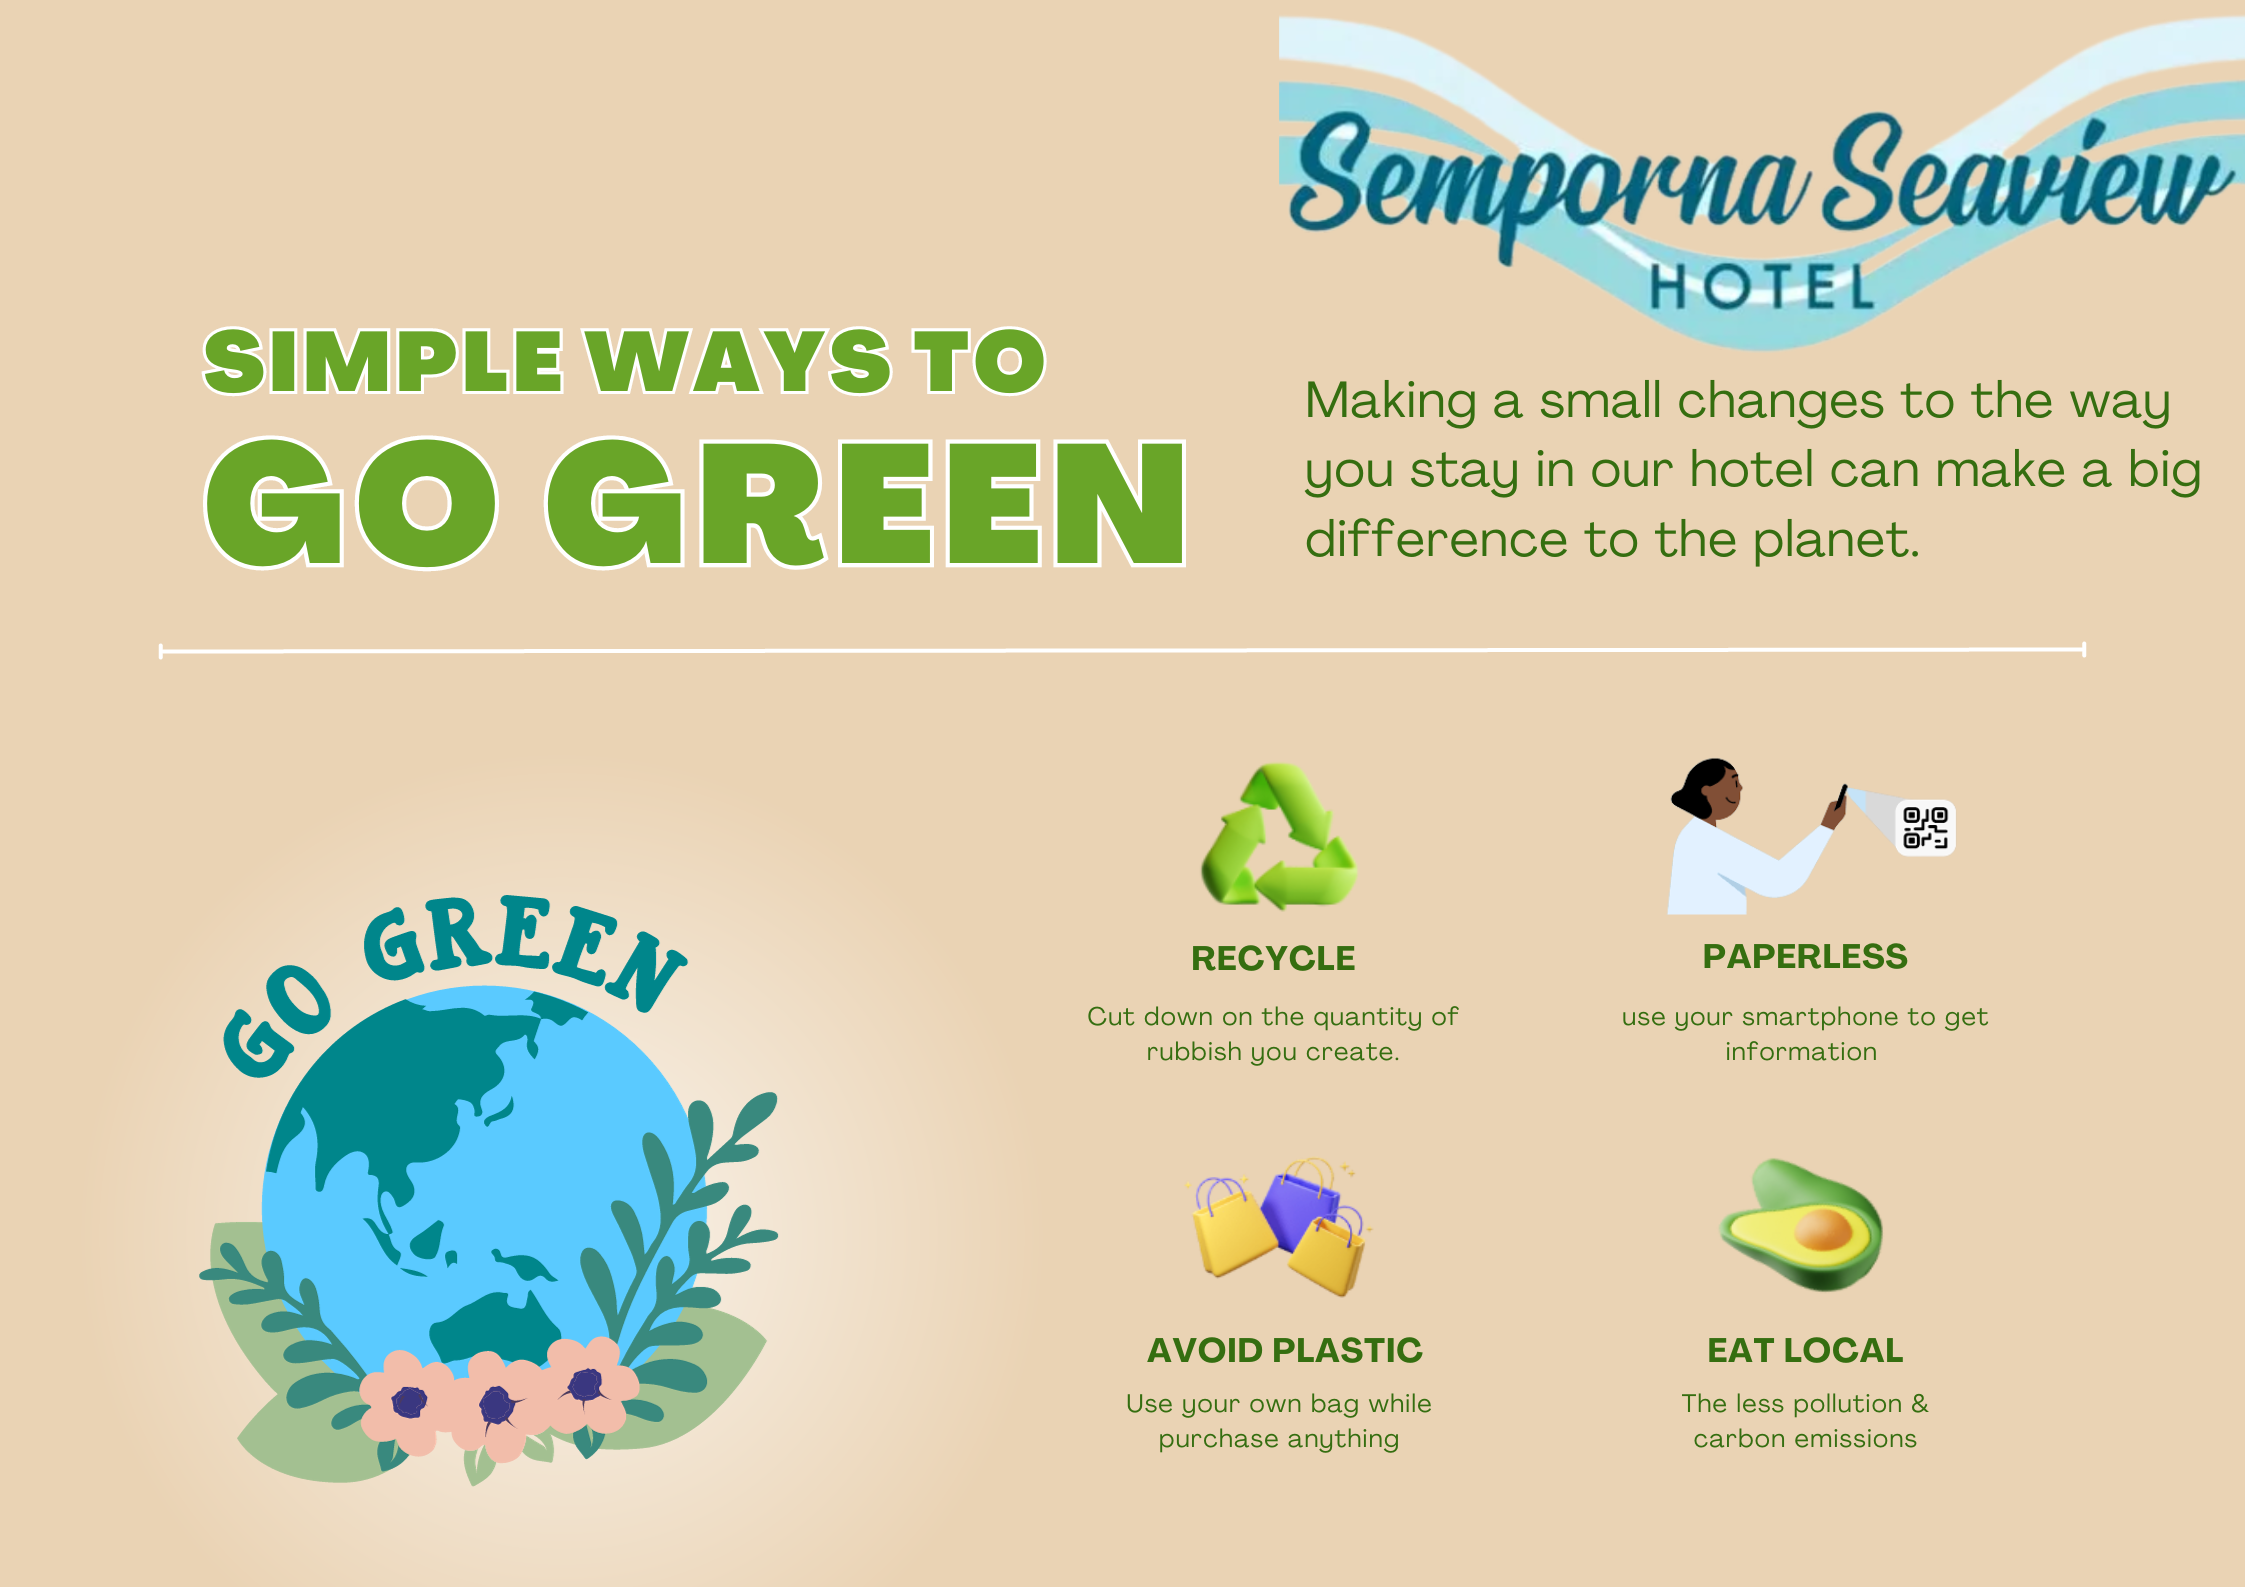 Semporna Seaview
HOTEL
SIMPLE WAYS TO
GO GREEN
Making a small changes to the way
you stay in our hotel can make a big
difference to the planet.
GO GREEN
RECYCLE
Cut down on the quantity of
rubbish you create.
PAPERLESS
use your smartphone to get
information
AVOID PLASTIC
Use your own bag while
purchase anything
EAT LOCAL
The less pollution &
carbon emissions